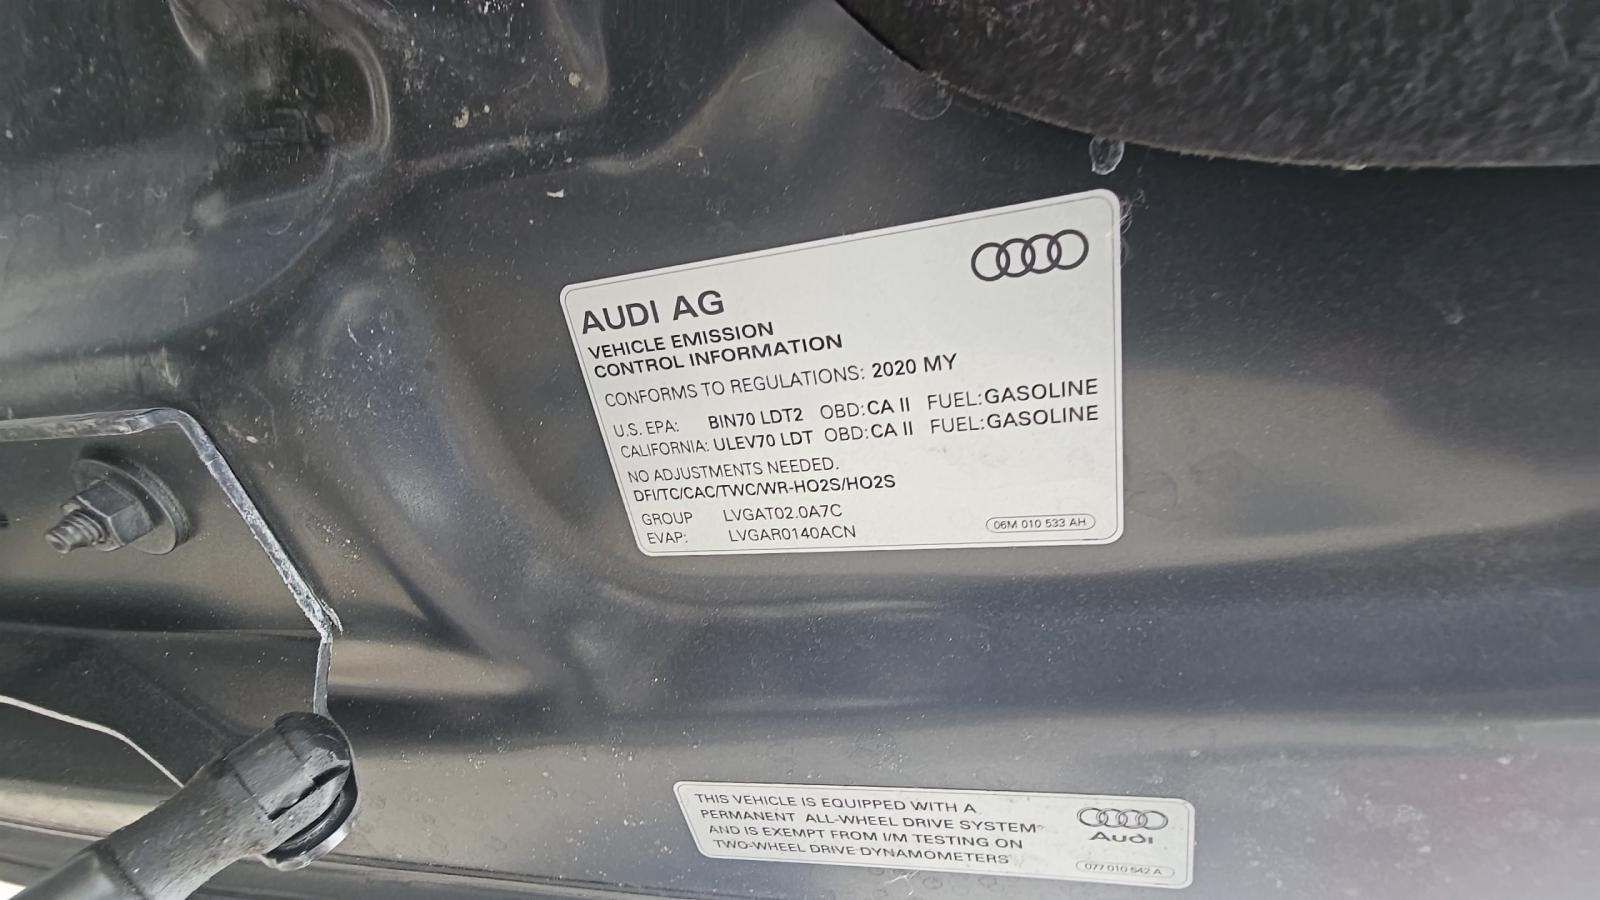 AUDI AG
VEHICLE EMISSION
CONTROL INFORMATION
CONFORMS TO REGULATIONS: 2020 MY
U.S. EPA: BIN70 LDT2 OBD:CA II FUEL:GASOLINE
CALIFORNIA: ULEV70 LDT OBD:CA II FUEL:GASOLINE
NO ADJUSTMENTS NEEDED.
DFI/TC/CAC/TWC/WR-HO2S/HO2S
GROUP LVGAT02.0A7C
EVAP: LVGAR0140ACN
06M 010 533 AH
THIS VEHICLE IS EQUIPPED WITH A
PERMANENT ALL-WHEEL DRIVE SYSTEM
AND IS EXEMPT FROM I/M TESTING ON
TWO-WHEEL DRIVE DYNAMOMETERS
Audi
077 010 542 A